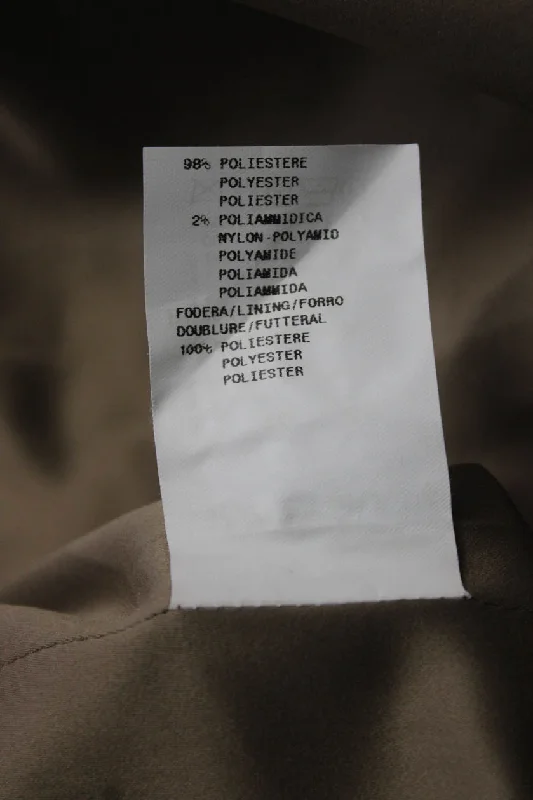 98% POLIESTERE
POLYESTER
POLIESTER
2% POLIAMMIDICA
NYLON-POLYAMID
POLYAMIDE
POLIAMIDA
POLIAMMIDA
FODERA/LINING/FORRO
DOUBLURE/FUTTERAL
100% POLIESTERE
POLYESTER
POLIESTER